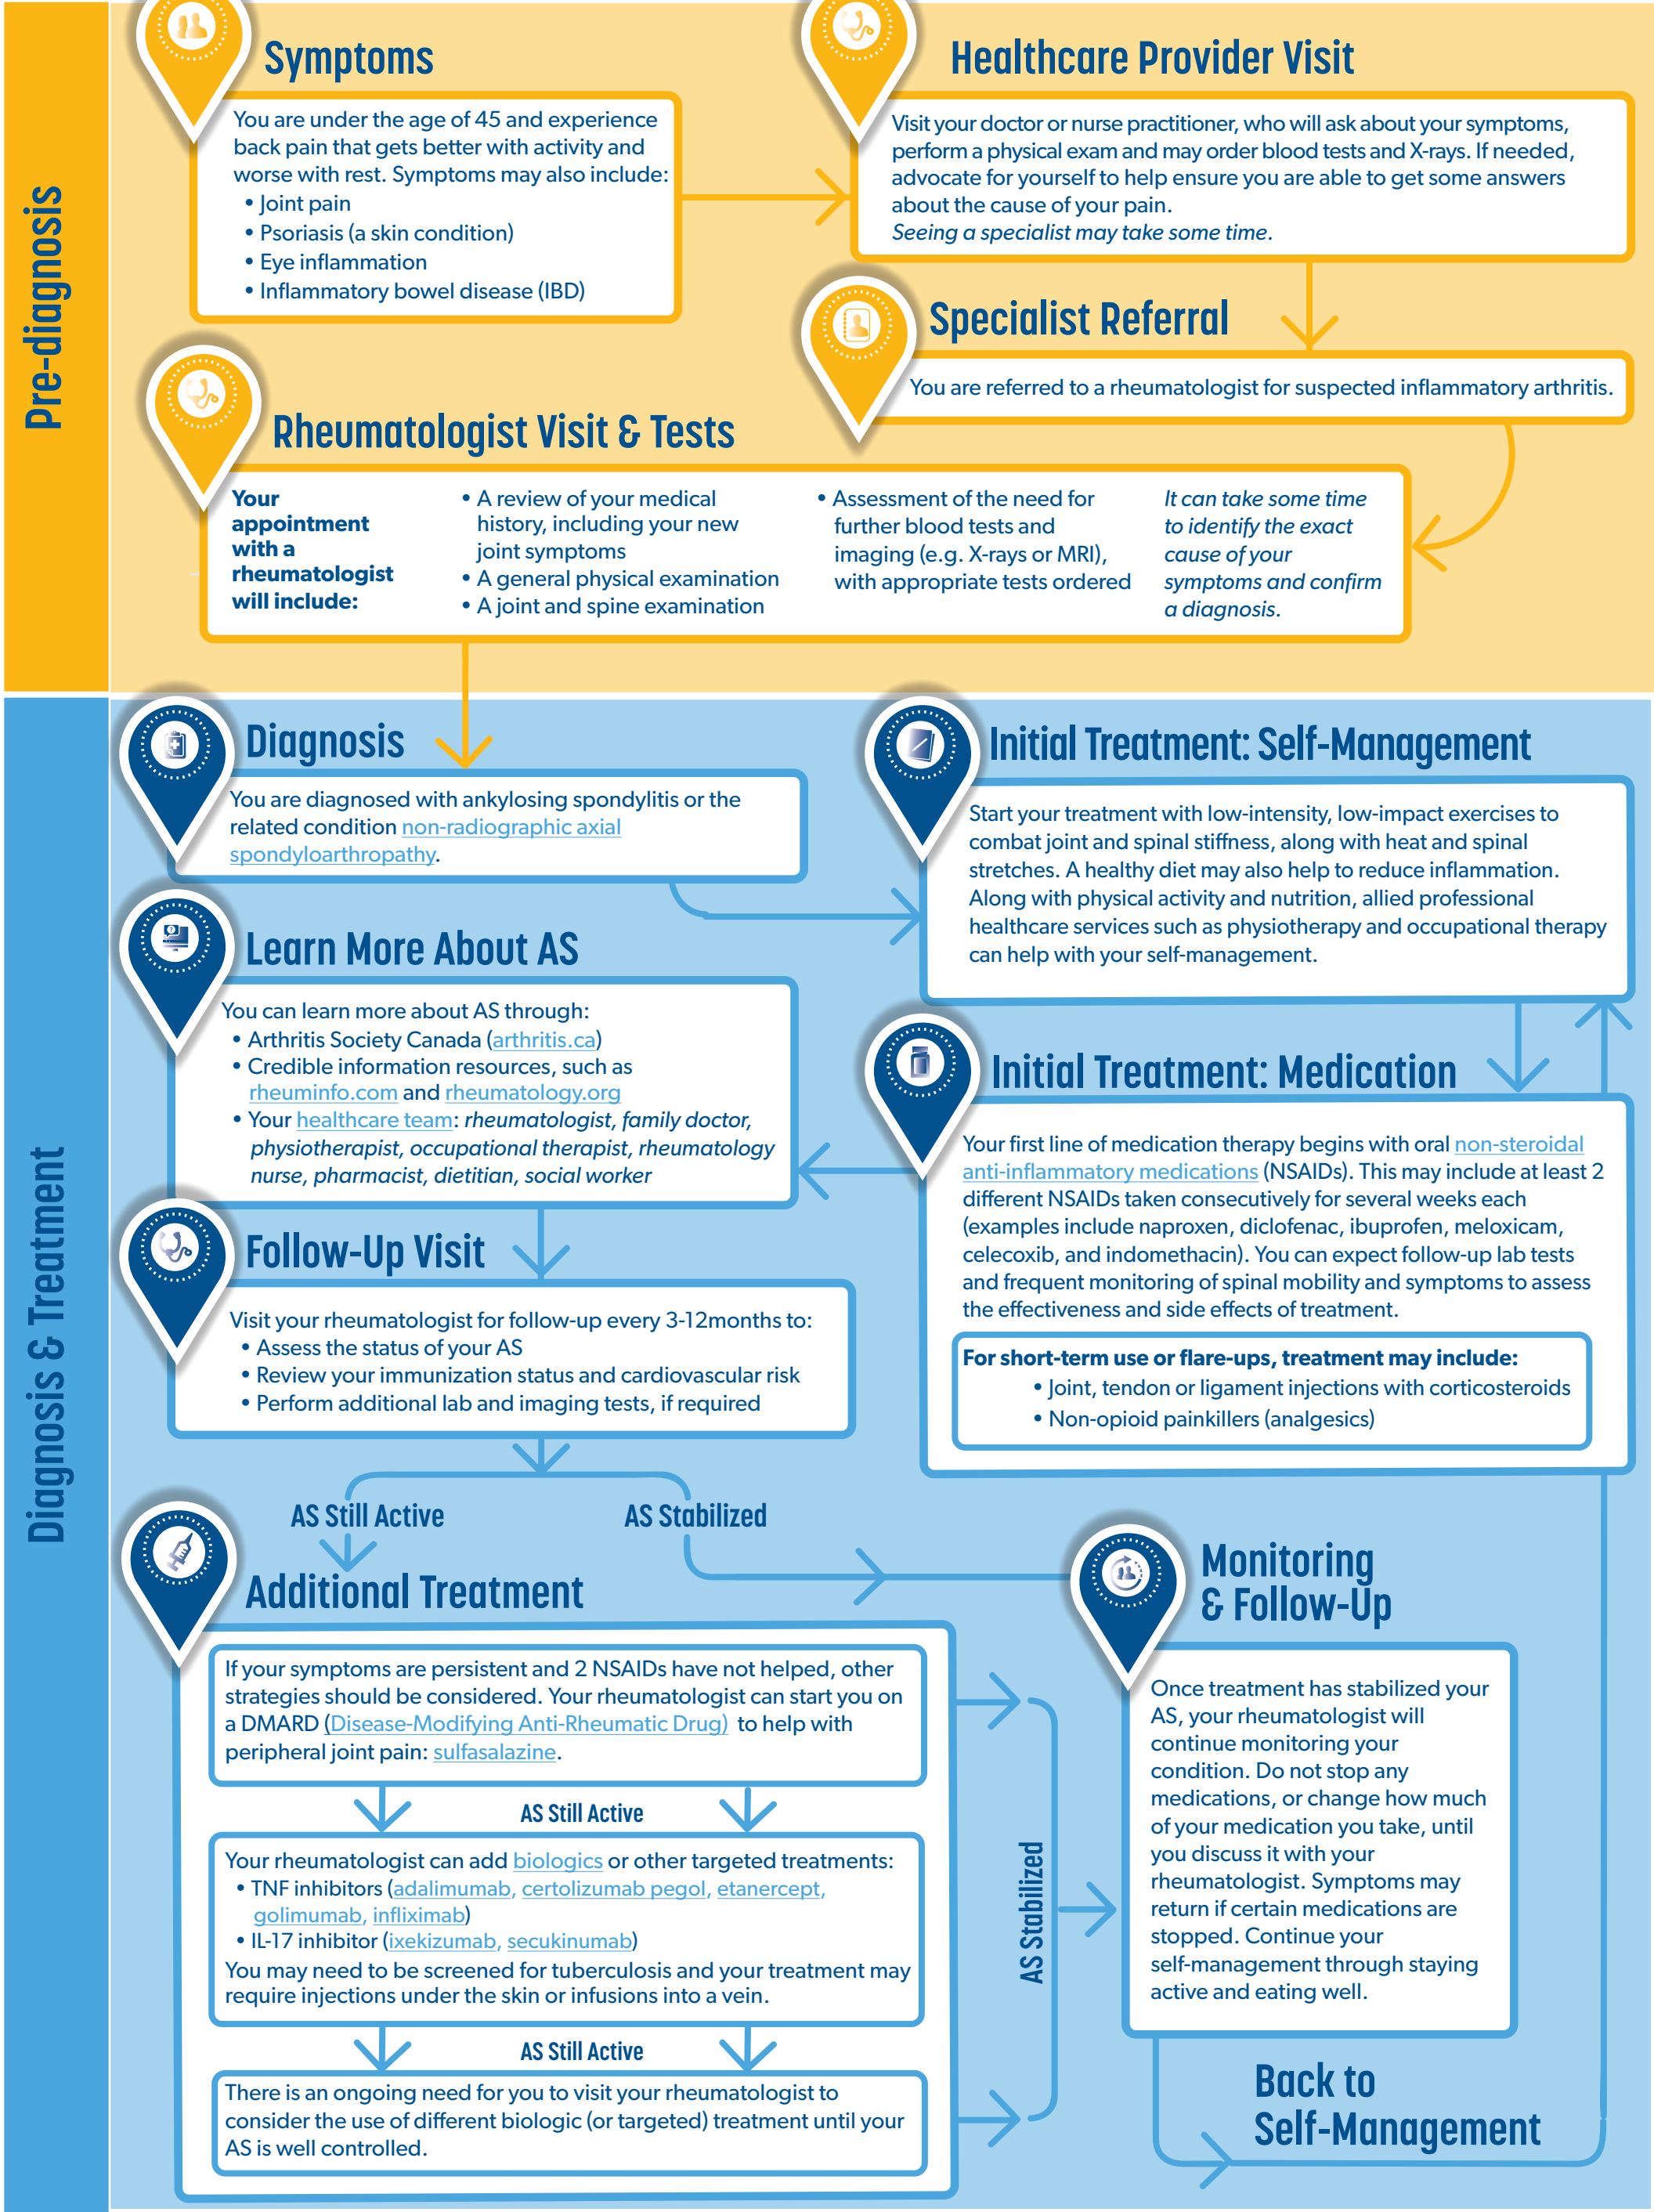 Pre-diagnosis
Symptoms
You are under the age of 45 and experience
back pain that gets better with activity and
worse with rest. Symptoms may also include:
• Joint pain
• Psoriasis (a skin condition)
• Eye inflammation
• Inflammatory bowel disease (IBD)
Healthcare Provider Visit
Visit your doctor or nurse practitioner, who will ask about your symptoms,
perform a physical exam and may order blood tests and X-rays. If needed,
advocate for yourself to help ensure you are able to get some answers
about the cause of your pain.
Seeing a specialist may take some time.
Specialist Referral
You are referred to a rheumatologist for suspected inflammatory arthritis.
Rheumatologist Visit & Tests
Your
appointment
with a
rheumatologist
will include:
• A review of your medical
history, including your new
joint symptoms
• A general physical examination
• A joint and spine examination
• Assessment of the need for
further blood tests and
imaging (e.g. X-rays or MRI),
with appropriate tests ordered
It can take some time
to identify the exact
cause of your
symptoms and confirm
a diagnosis.
Diagnosis & Treatment
Diagnosis
You are diagnosed with ankylosing spondylitis or the
related condition non-radiographic axial
spondyloarthropathy.
Initial Treatment: Self-Management
Start your treatment with low-intensity, low-impact exercises to
combat joint and spinal stiffness, along with heat and spinal
stretches. A healthy diet may also help to reduce inflammation.
Along with physical activity and nutrition, allied professional
healthcare services such as physiotherapy and occupational therapy
can help with your self-management.
Initial Treatment: Medication
Your first line of medication therapy begins with oral non-steroidal
anti-inflammatory medications (NSAIDs). This may include at least 2
different NSAIDs taken consecutively for several weeks each
(examples include naproxen, diclofenac, ibuprofen, meloxicam,
celecoxib, and indomethacin). You can expect follow-up lab tests
and frequent monitoring of spinal mobility and symptoms to assess
the effectiveness and side effects of treatment.
For short-term use or flare-ups, treatment may include:
• Joint, tendon or ligament injections with corticosteroids
• Non-opioid painkillers (analgesics)
Learn More About AS
You can learn more about AS through:
• Arthritis Society Canada (arthritis.ca)
• Credible information resources, such as
rheuminfo.com and rheumatology.org
• Your healthcare team: rheumatologist, family doctor,
physiotherapist, occupational therapist, rheumatology
nurse, pharmacist, dietitian, social worker
Follow-Up Visit
Visit your rheumatologist for follow-up every 3-12months to:
• Assess the status of your AS
• Review your immunization status and cardiovascular risk
• Perform additional lab and imaging tests, if required
AS Still Active
AS Stabilized
Additional Treatment
If your symptoms are persistent and 2 NSAIDs have not helped, other
strategies should be considered. Your rheumatologist can start you on
a DMARD (Disease-Modifying Anti-Rheumatic Drug) to help with
peripheral joint pain: sulfasalazine.
AS Still Active
Your rheumatologist can add biologics or other targeted treatments:
• TNF inhibitors (adalimumab, certolizumab pegol, etanercept,
golimumab, infliximab)
• IL-17 inhibitor (ixekizumab, secukinumab)
You may need to be screened for tuberculosis and your treatment may
require injections under the skin or infusions into a vein.
AS Still Active
There is an ongoing need for you to visit your rheumatologist to
consider the use of different biologic (or targeted) treatment until your
AS is well controlled.
AS Stabilized
Monitoring
& Follow-Up
Once treatment has stabilized your
AS, your rheumatologist will
continue monitoring your
condition. Do not stop any
medications, or change how much
of your medication you take, until
you discuss it with your
rheumatologist. Symptoms may
return if certain medications are
stopped. Continue your
self-management through staying
active and eating well.
Back to
Self-Management